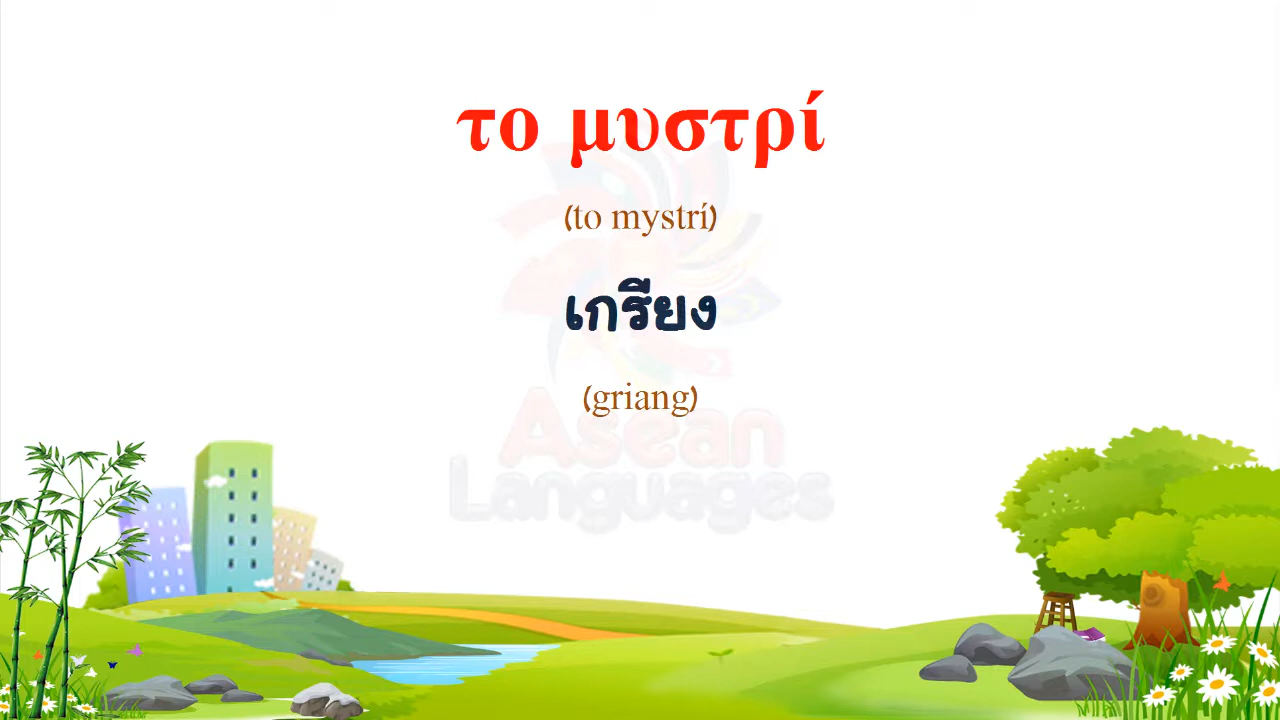 το μυστρί
(to mystrí)
เกรียง
(griang)
Asean
Languages